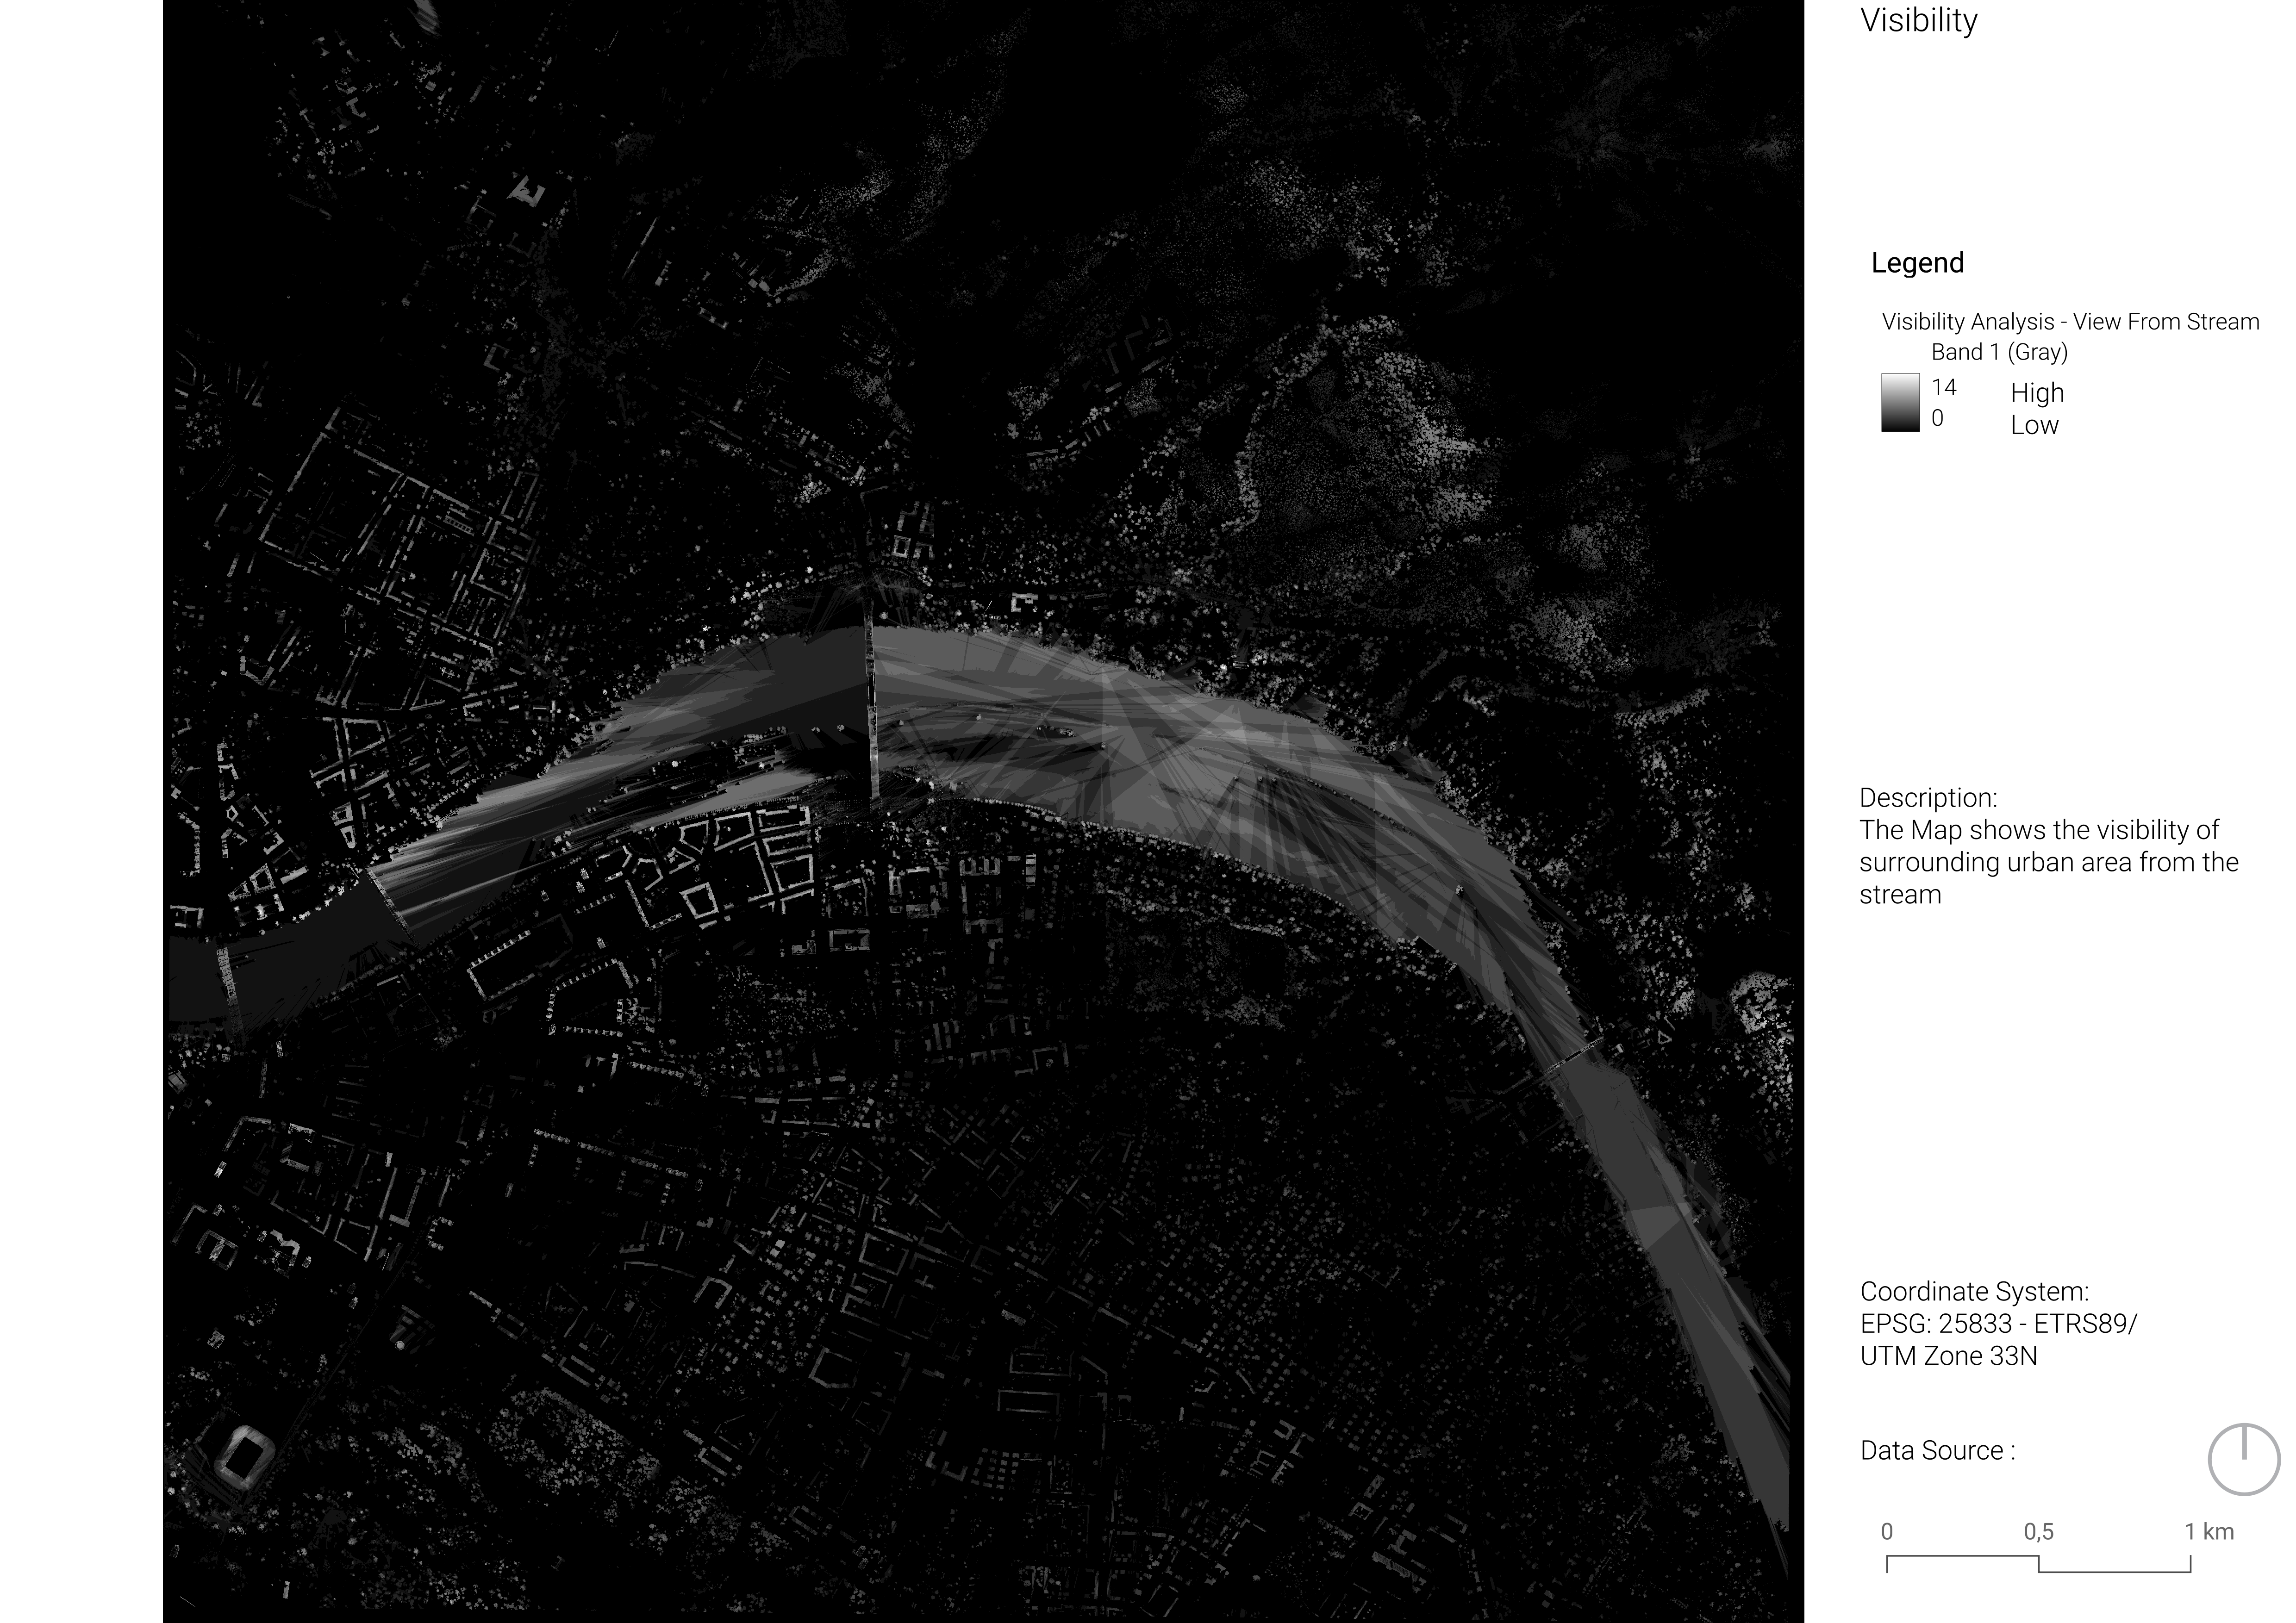 Visibility
Legend
Visibility Analysis - View From Stream
Band 1 (Gray)
14 High
0 Low
Description:
The Map shows the visibility of
surrounding urban area from the
stream
Coordinate System:
EPSG: 25833 - ETRS89/
UTM Zone 33N
Data Source :
0 0,5 1 km